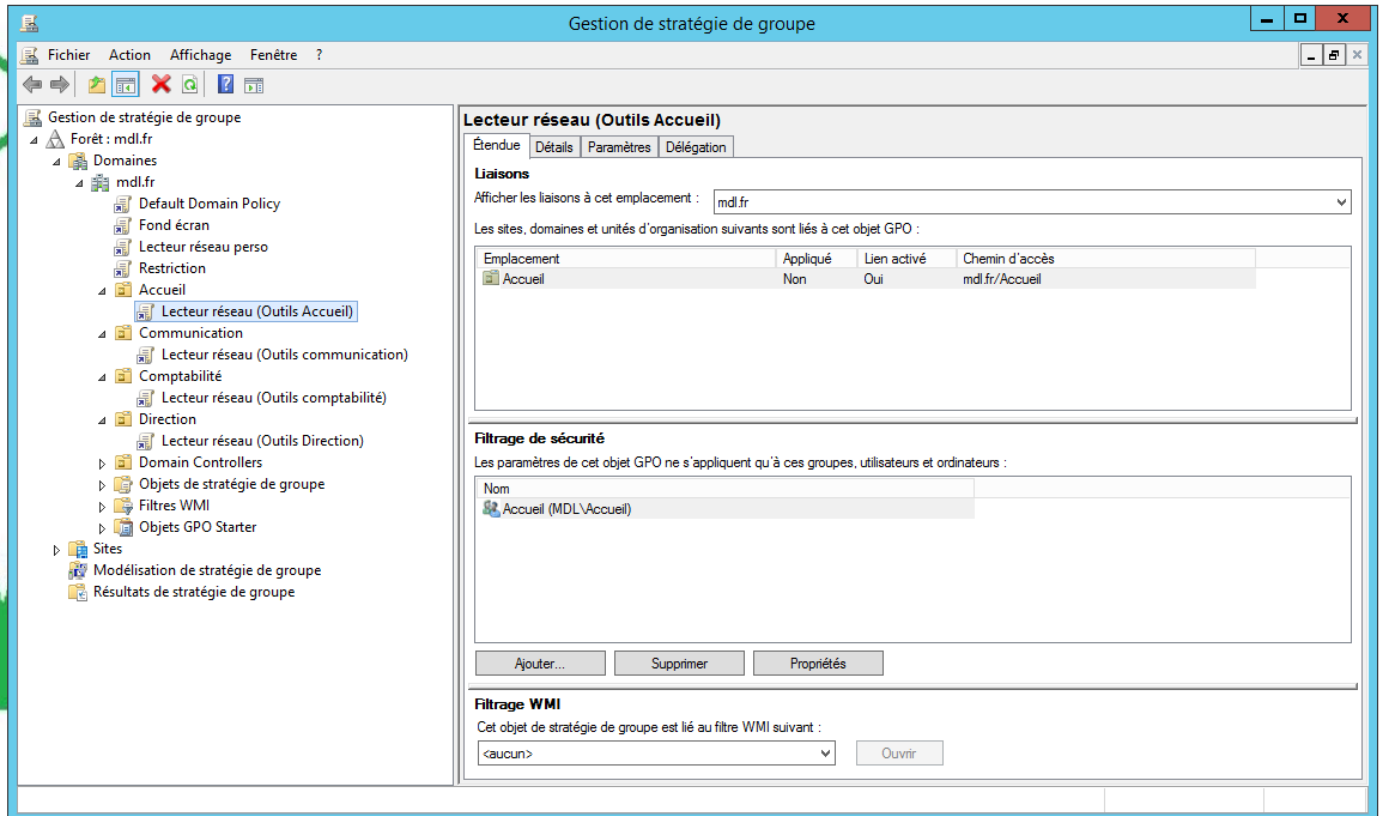 Gestion de stratégie de groupe
Fichier Action Affichage Fenêtre ?
Gestion de stratégie de groupe
Forêt : mdl.fr
Domaines
mdl.fr
Default Domain Policy
Fond écran
Lecteur réseau perso
Restriction
Accueil
Lecteur réseau (Outils Accueil)
Communication
Lecteur réseau (Outils communication)
Comptabilité
Lecteur réseau (Outils comptabilité)
Direction
Lecteur réseau (Outils Direction)
Domain Controllers
Objets de stratégie de groupe
Filtres WMI
Objets GPO Starter
Sites
Modélisation de stratégie de groupe
Résultats de stratégie de groupe
Lecteur réseau (Outils Accueil)
Étendue Détails Paramètres Délégation
Liaisons
Afficher les liaisons à cet emplacement : mdl.fr
Les sites, domaines et unités d'organisation suivants sont liés à cet objet GPO :
Emplacement Appliqué Lien activé Chemin d'accès
Accueil Non Oui mdl.fr/Accueil
Filtrage de sécurité
Les paramètres de cet objet GPO ne s'appliquent qu'à ces groupes, utilisateurs et ordinateurs :
Nom
Accueil (MDL\Accueil)
Ajouter... Supprimer Propriétés
Filtrage WMI
Cet objet de stratégie de groupe est lié au filtre WMI suivant :
<aucun> Ouvrir